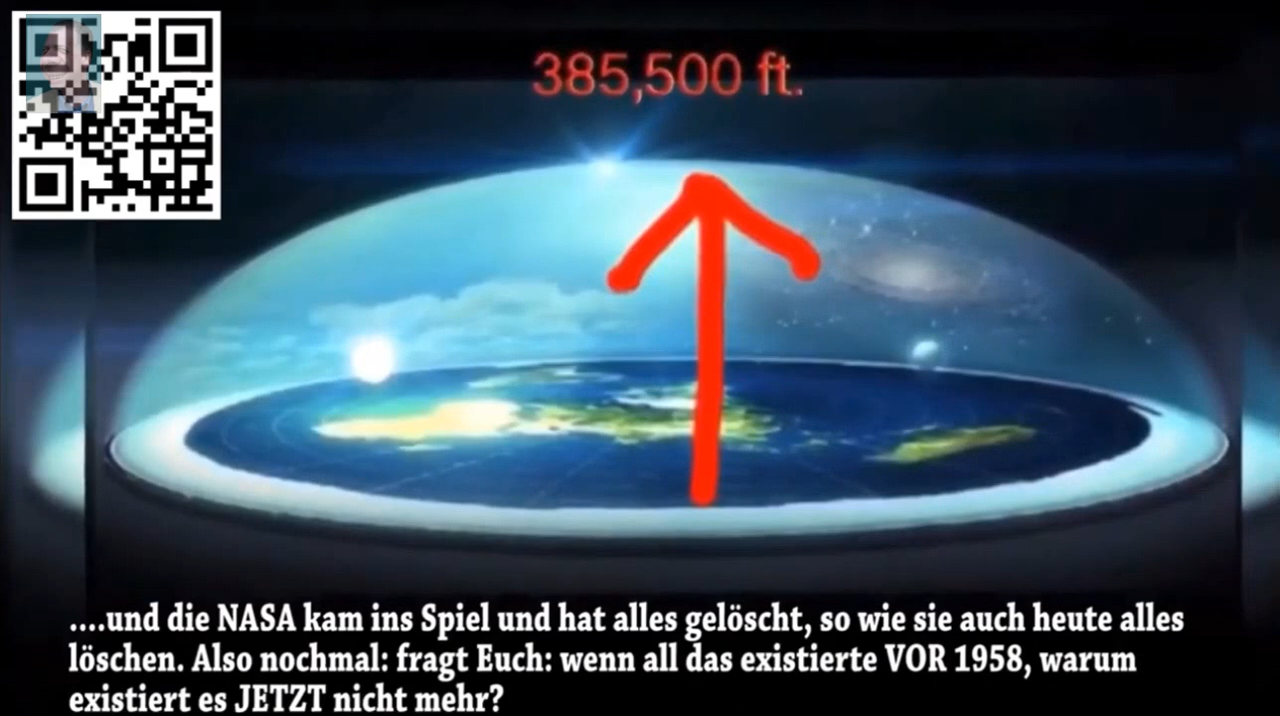 385,500 ft.
....und die NASA kam ins Spiel und hat alles gelöscht, so wie sie auch heute alles
löschen. Also nochmal: fragt Euch: wenn all das existierte VOR 1958, warum
existiert es JETZT nicht mehr?